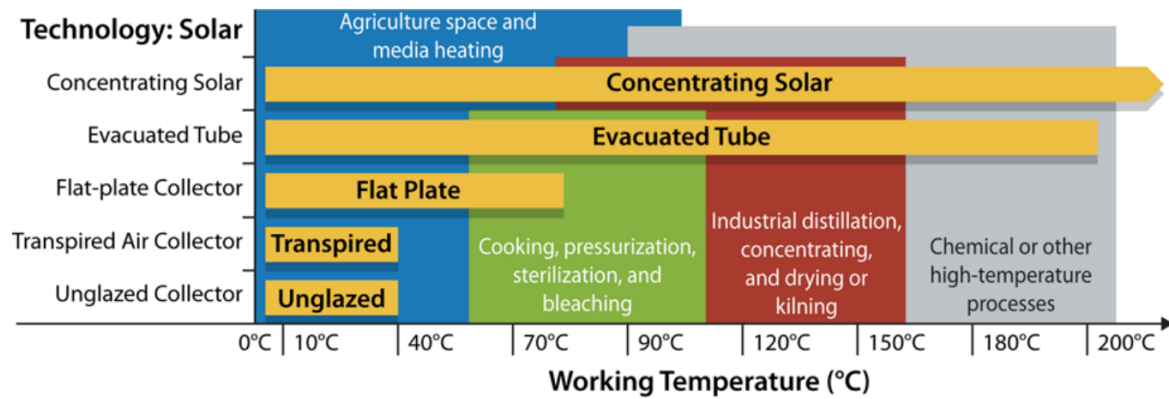 Technology: Solar
Agriculture space and
media heating
Concentrating Solar
Concentrating Solar
Evacuated Tube
Evacuated Tube
Flat-plate Collector
Flat Plate
Transpired Air Collector
Transpired
Unglazed Collector
Unglazed
Cooking, pressurization,
sterilization, and
bleaching
Industrial distillation,
concentrating,
and drying or
kilning
Chemical or other
high-temperature
processes
0°C 10°C 40°C 70°C 90°C 120°C 150°C 180°C 200°C
Working Temperature (°C)